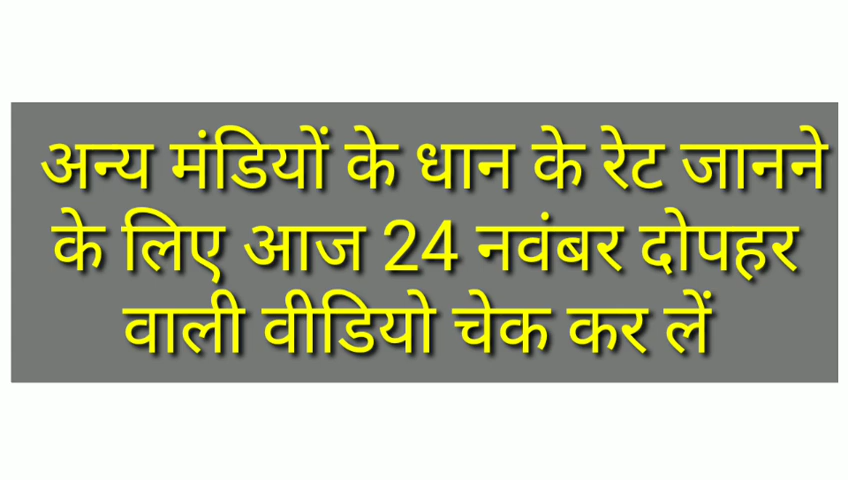 अन्य मंडियों के धान के रेट जानने
के लिए आज 24 नवंबर दोपहर
वाली वीडियो चेक कर लें